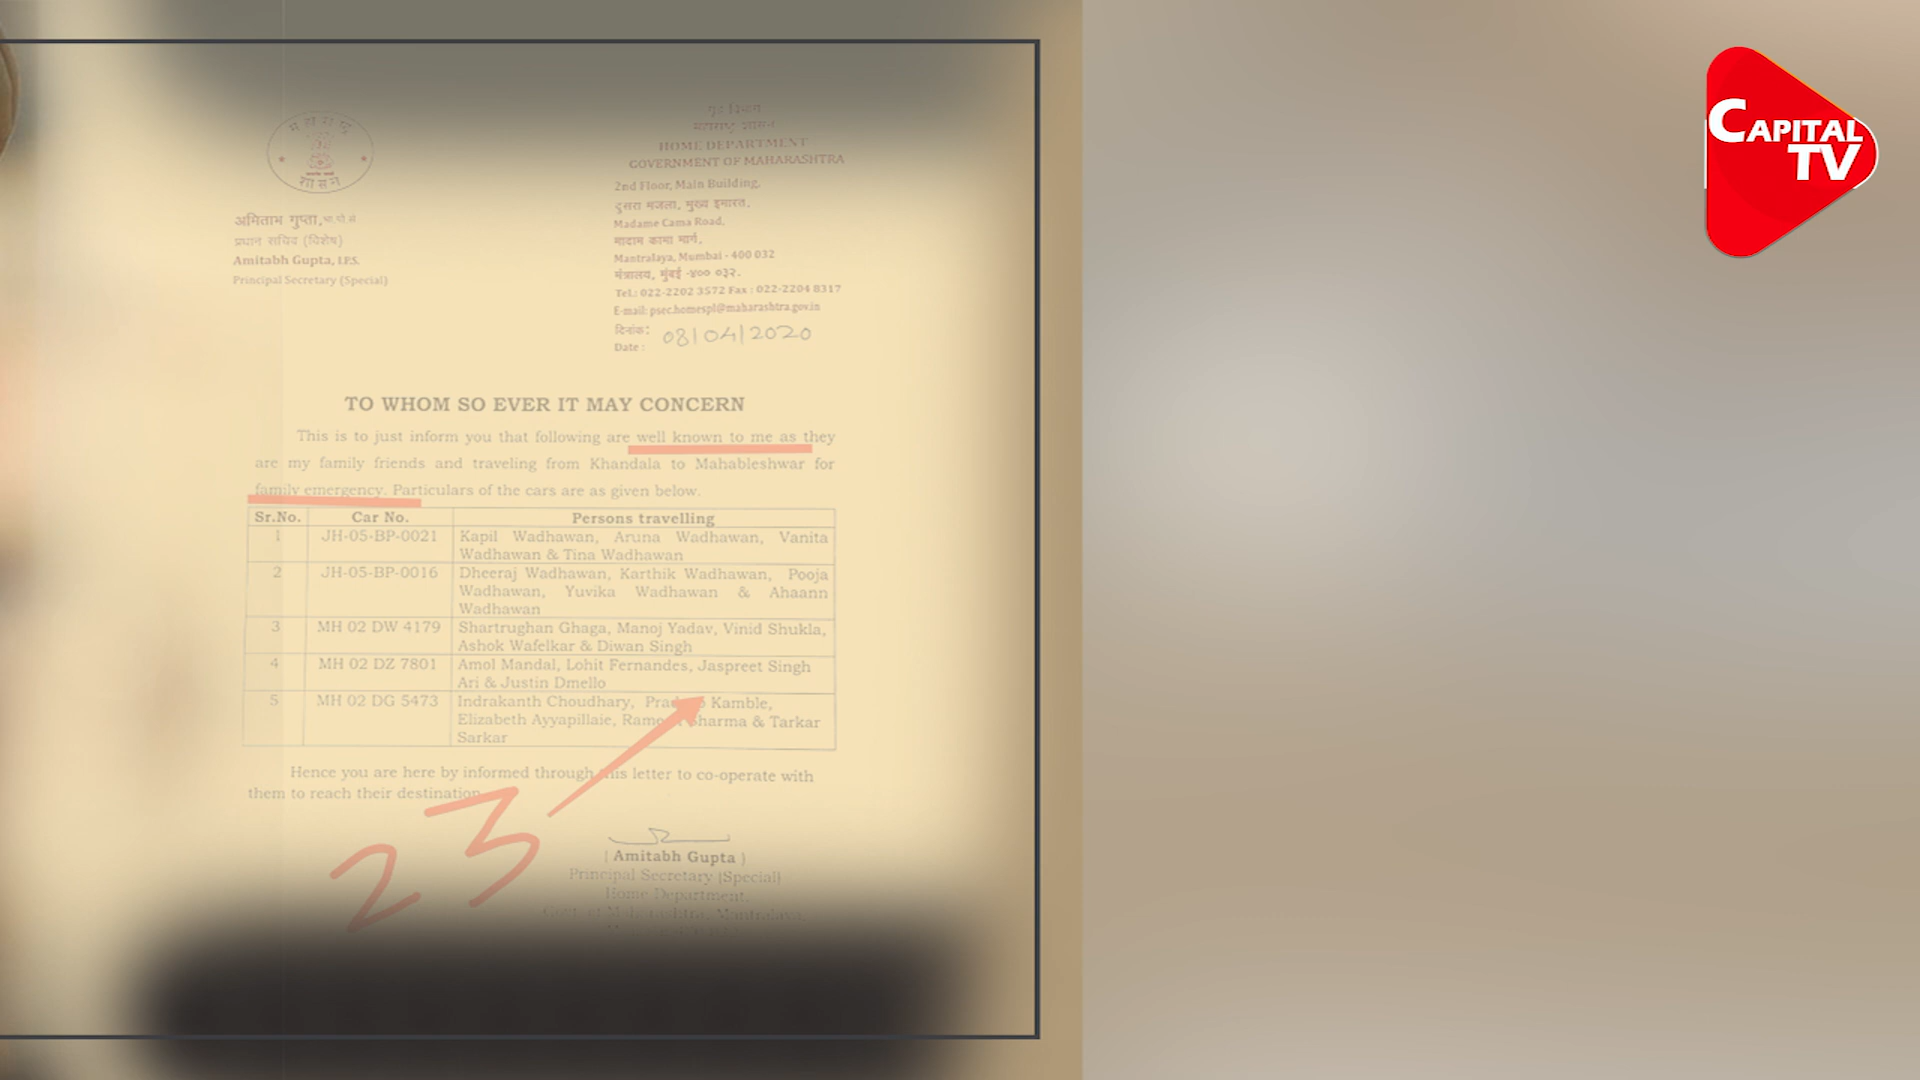 CAPITAL
TV
महाराष्ट्र
शासन
गृह विभाग
महाराष्ट्र शासन
HOME DEPARTMENT
GOVERNMENT OF MAHARASHTRA
2nd Floor, Main Building,
दुसरा मजला, मुख्य इमारत,
Madame Cama Road,
मादाम कामा मार्ग,
Mantralaya, Mumbai - 400 032
मंत्रालय, मुंबई -४०० ०३२.
Tel.: 022-2202 3572 Fax : 022-2204 8317
E-mail: psec.homespl@maharashtra.gov.in
दिनांक:
Date : 08/04/2020
अमिताभ गुप्ता, भा.पो.से
प्रधान सचिव (विशेष)
Amitabh Gupta, I.P.S.
Principal Secretary (Special)
TO WHOM SO EVER IT MAY CONCERN
This is to just inform you that following are well known to me as they
are my family friends and traveling from Khandala to Mahableshwar for
family emergency. Particulars of the cars are as given below.
Sr.No. Car No. Persons travelling
1 JH-05-BP-0021 Kapil Wadhawan, Aruna Wadhawan, Vanita
Wadhawan & Tina Wadhawan
2 JH-05-BP-0016 Dheeraj Wadhawan, Karthik Wadhawan, Pooja
Wadhawan, Yuvika Wadhawan & Ahaann
Wadhawan
3 MH 02 DW 4179 Shartrughan Ghaga, Manoj Yadav, Vinid Shukla,
Ashok Wafelkar & Diwan Singh
4 MH 02 DZ 7801 Amol Mandal, Lohit Fernandes, Jaspreet Singh
Ari & Justin Dmello
5 MH 02 DG 5473 Indrakanth Choudhary, Kamble,
Elizabeth Ayyapillaie, Sharma & Tarkar
Sarkar
Hence you are here by informed through this letter to co-operate with
them to reach their destination
23
( Amitabh Gupta )
Principal Secretary (Special)
Home Department,
Govt. of Maharashtra, Mantralaya,